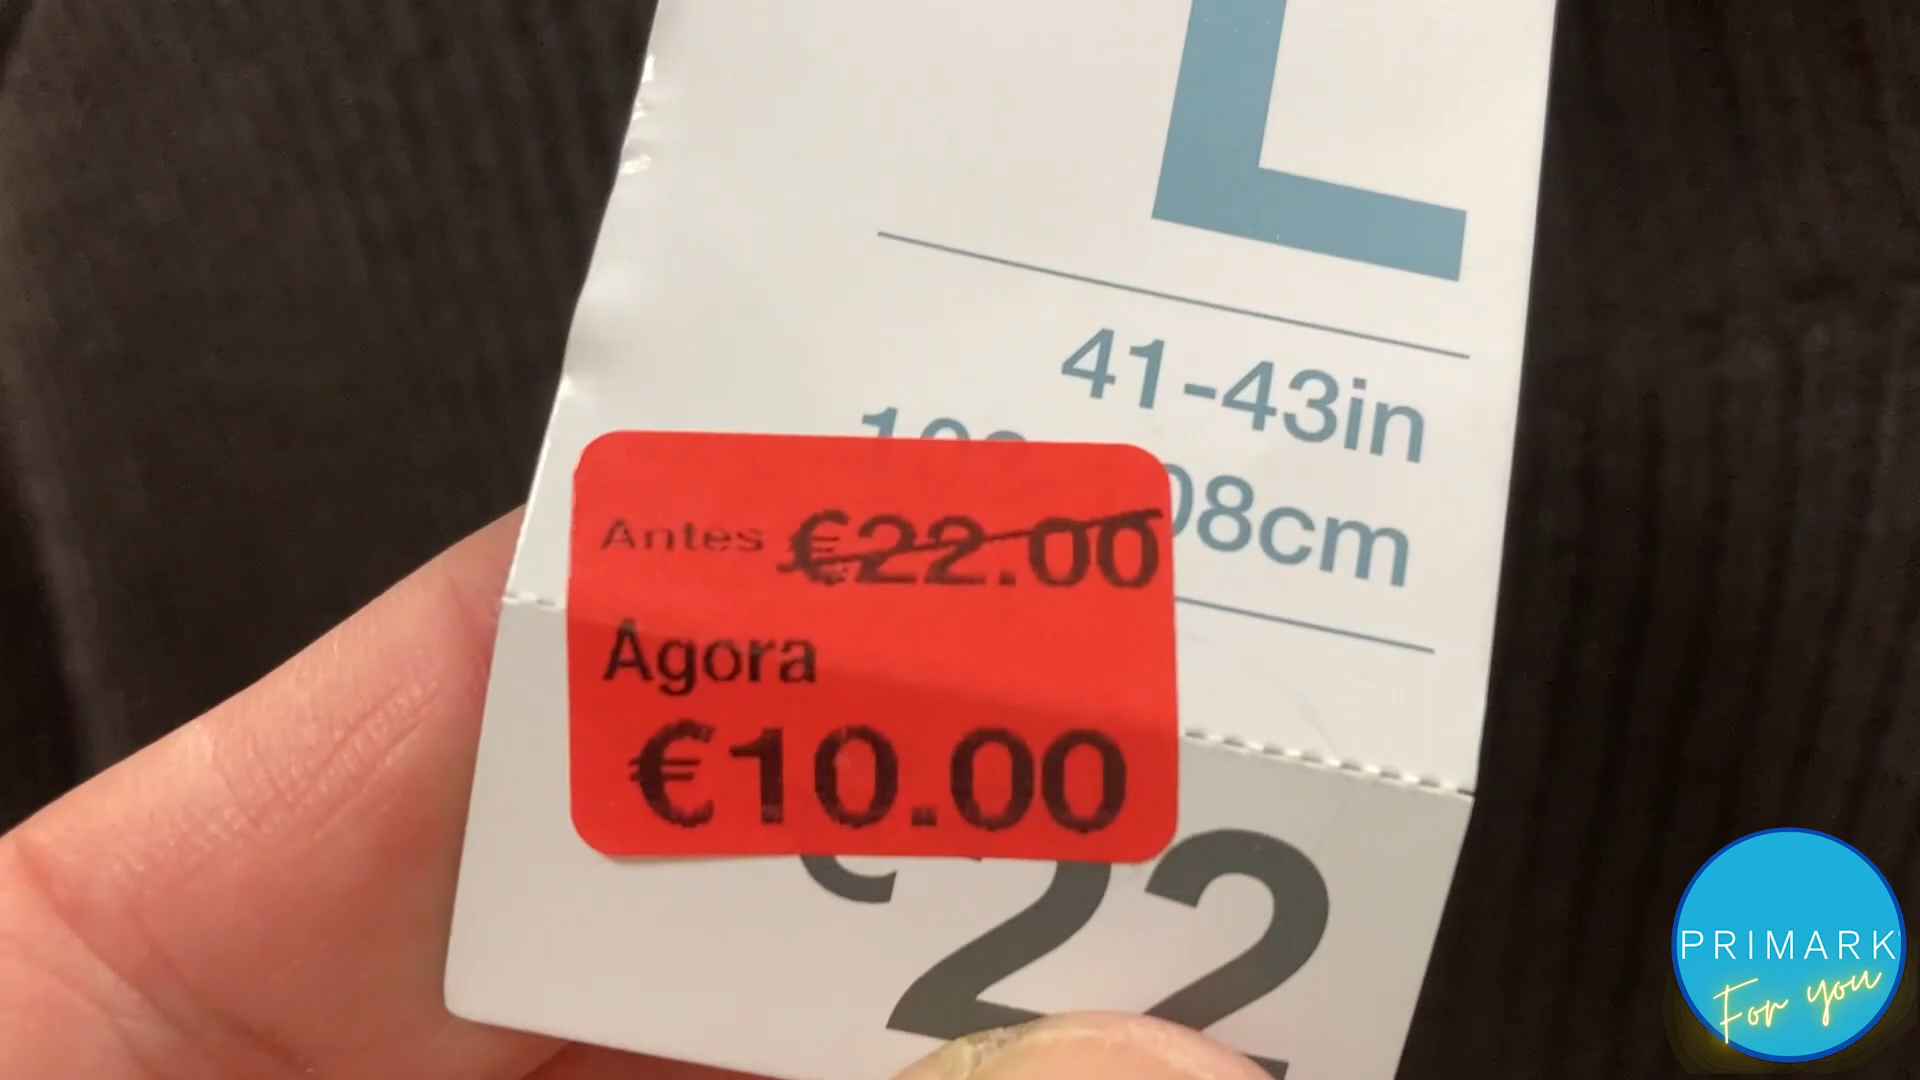 L
41-43in
08cm
Antes €22.00
Agora
€10.00
22
PRIMARK
For you